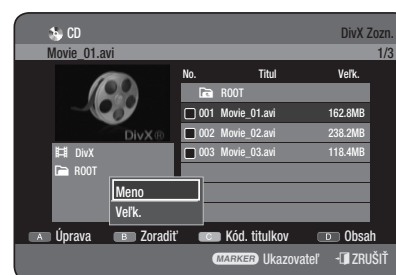 CD DivX Zozn.
Movie_01.avi 1/3
No. Titul Veľk.
ROOT
001 Movie_01.avi 162.8MB
002 Movie_02.avi 238.2MB
003 Movie_03.avi 118.4MB
DivX®
DivX
ROOT
Meno
Veľk.
A Úprava B Zoradiť C Kód. titulkov D Obsah
MARKER Ukazovateľ ZRUŠIŤ